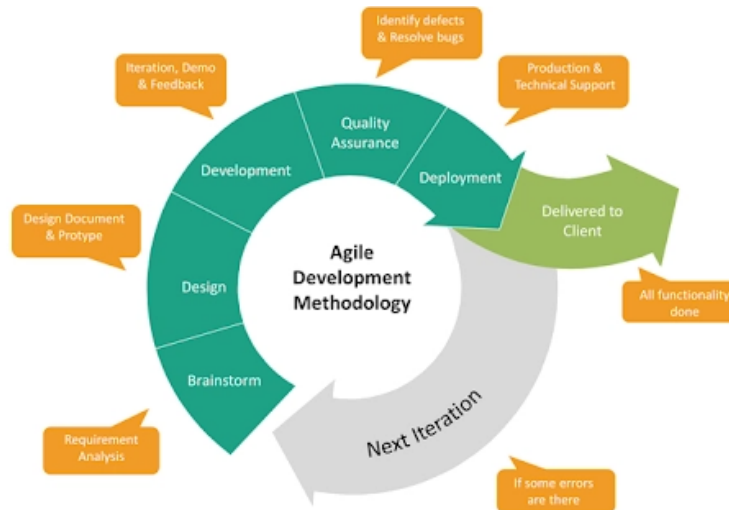 Identify defects
& Resolve bugs
Iteration, Demo
& Feedback
Production &
Technical Support
Quality
Assurance
Development
Deployment
Design Document
& Protype
Delivered to
Client
Agile
Development
Methodology
Design
All functionality
done
Brainstorm
Next Iteration
Requirement
Analysis
If some errors
are there